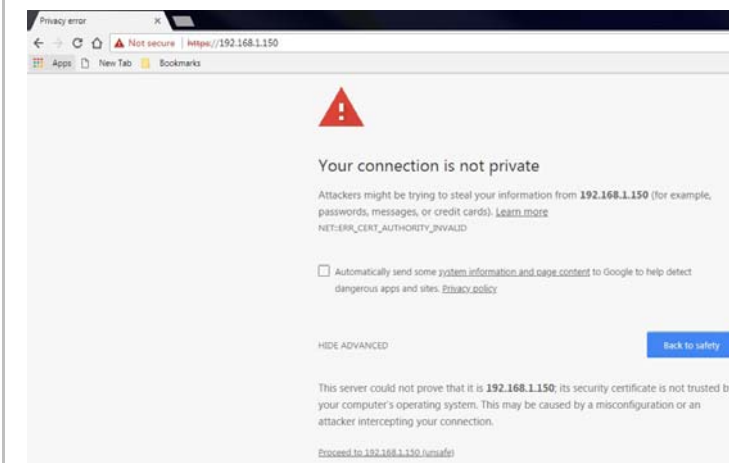 Privacy error
Not secure | https://192.168.1.150
Apps New Tab Bookmarks
Your connection is not private
Attackers might be trying to steal your information from 192.168.1.150 (for example,
passwords, messages, or credit cards). Learn more
NET::ERR_CERT_AUTHORITY_INVALID
Automatically send some system information and page content to Google to help detect
dangerous apps and sites. Privacy policy
HIDE ADVANCED Back to safety
This server could not prove that it is 192.168.1.150; its security certificate is not trusted b
your computer's operating system. This may be caused by a misconfiguration or an
attacker intercepting your connection.
Proceed to 192.168.1.150 (unsafe)